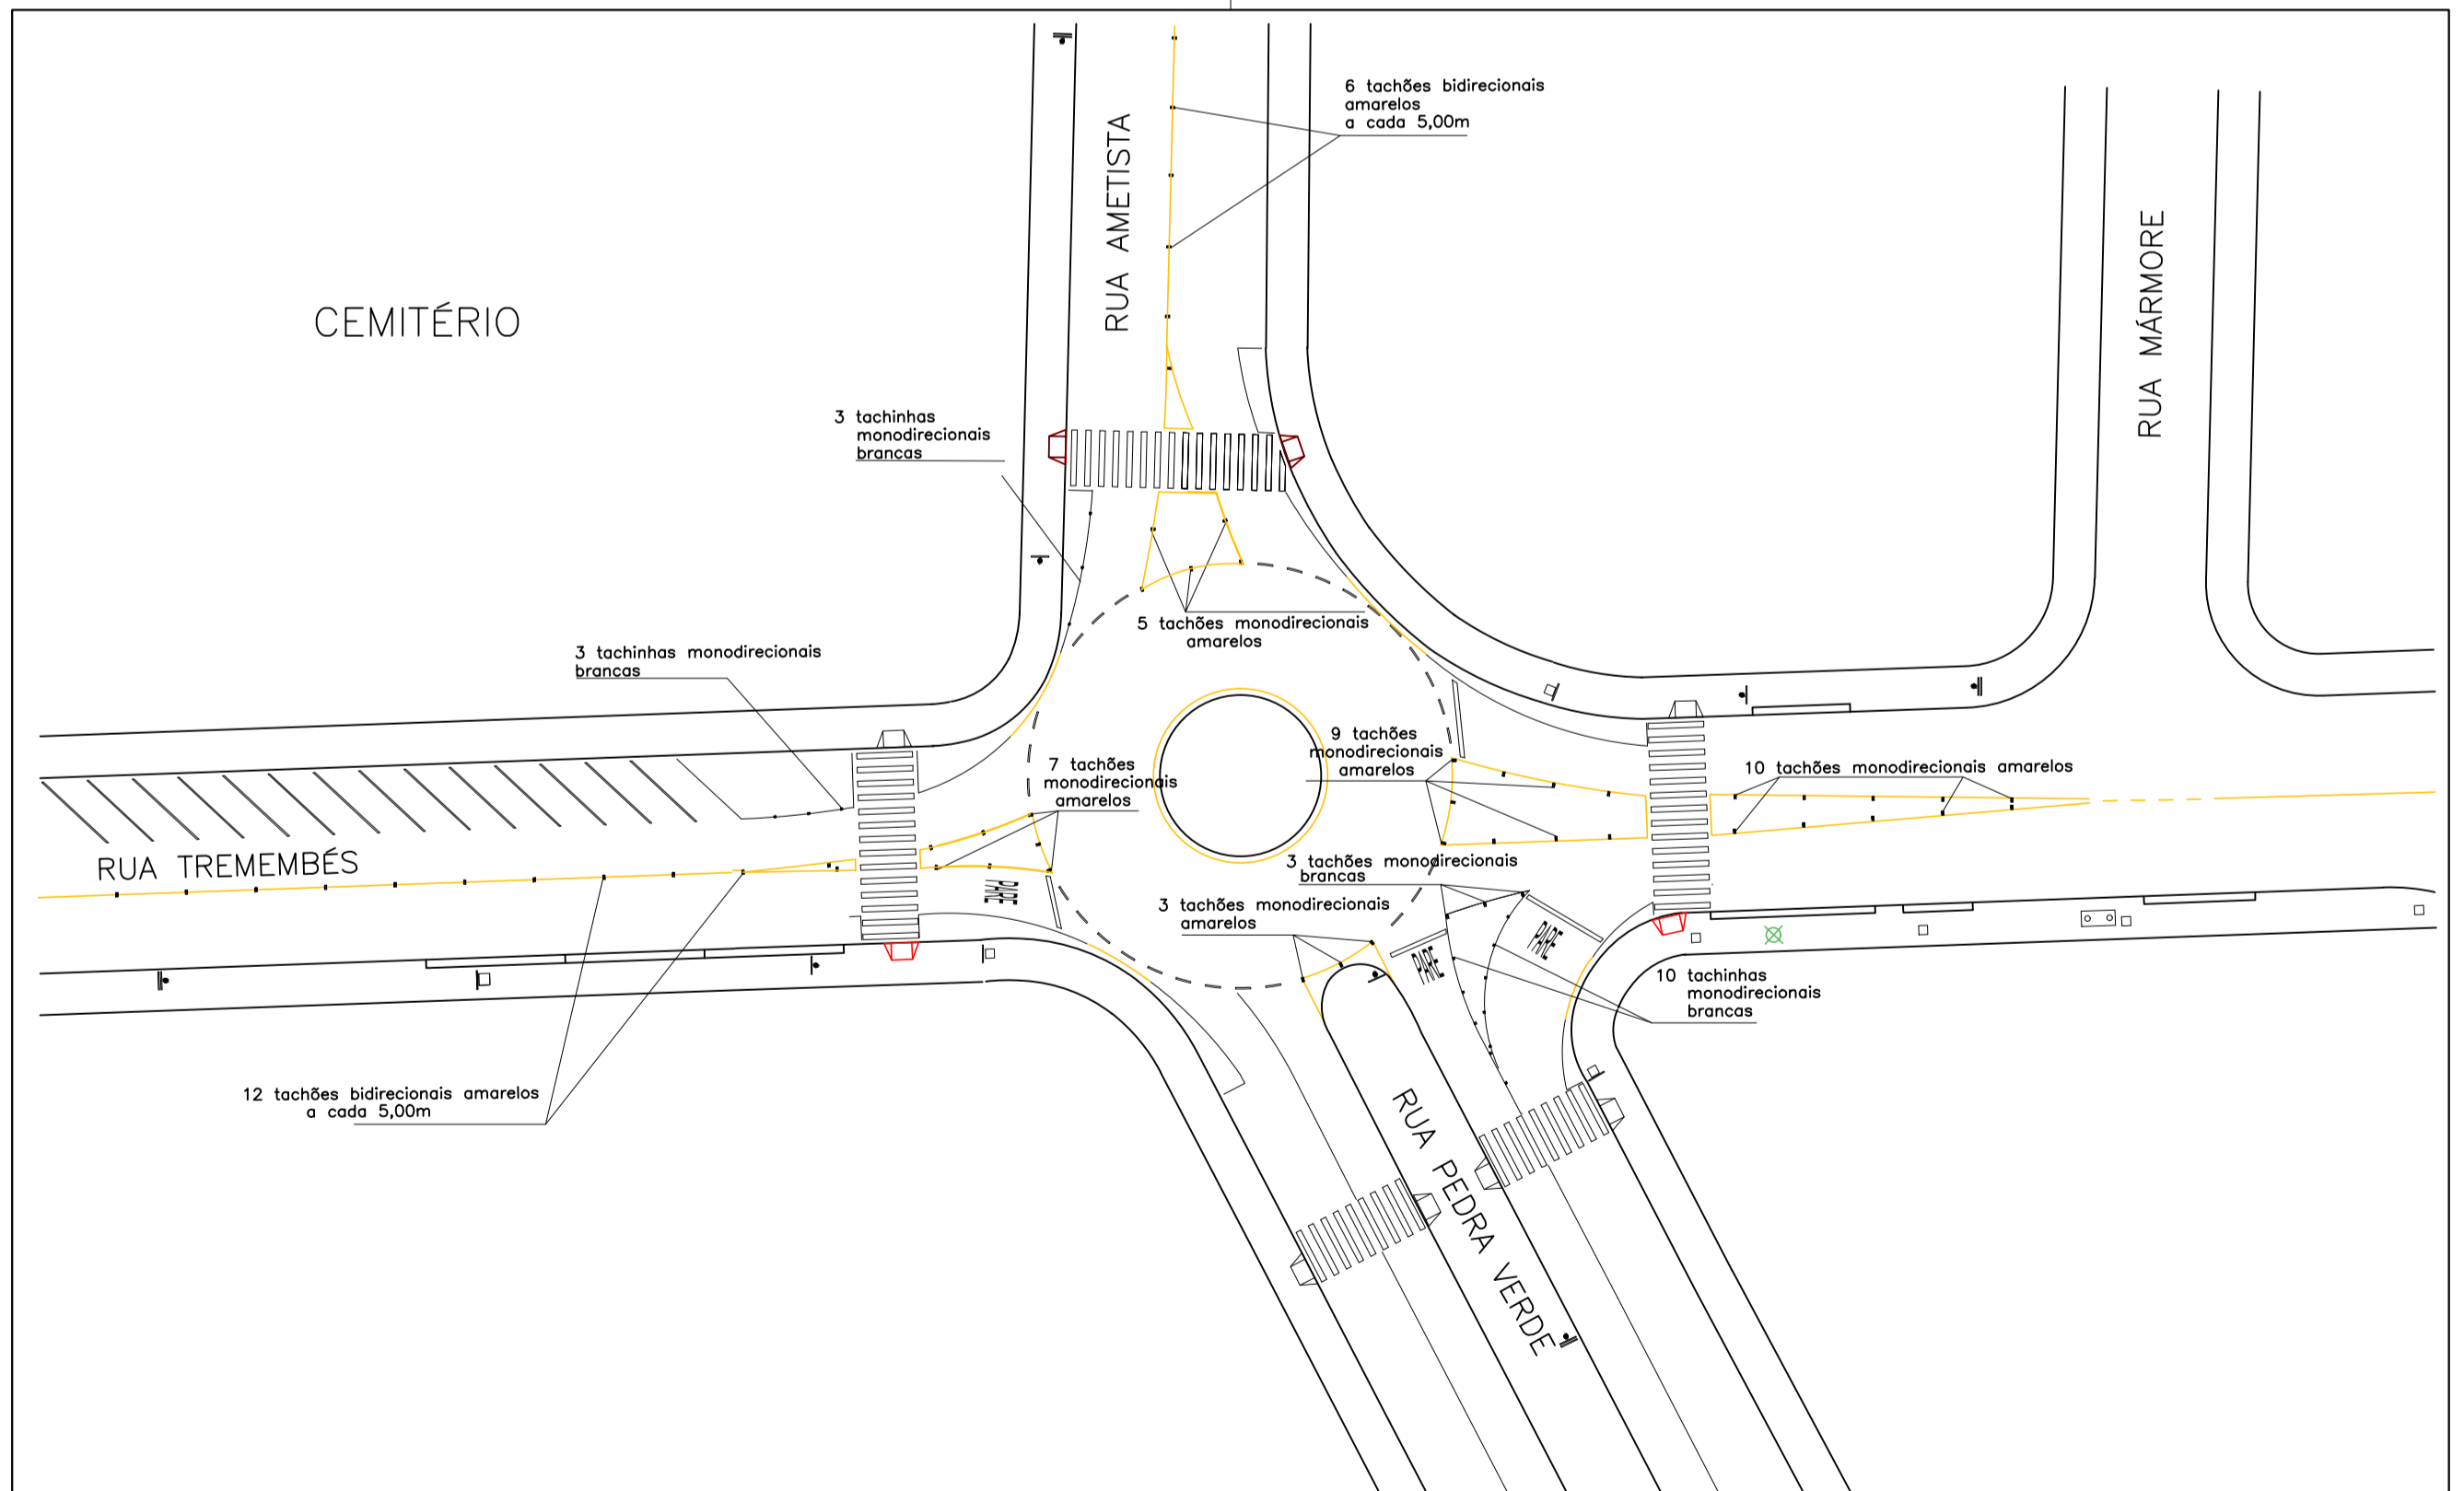 6 tachões bidirecionais
amarelos
a cada 5,00m
RUA AMETISTA
RUA MÁRMORE
CEMITÉRIO
3 tachinhas
monodirecionais
brancas
5 tachões monodirecionais
amarelos
3 tachinhas monodirecionais
brancas
9 tachões
monodirecionais
amarelos
7 tachões
monodirecionais
amarelos
10 tachões monodirecionais amarelos
RUA TREMEMBÉS
3 tachões monodirecionais
brancas
PARE
3 tachões monodirecionais
amarelos
PARE
PARE
10 tachinhas
monodirecionais
brancas
12 tachões bidirecionais amarelos
a cada 5,00m
RUA PEDRA VERDE